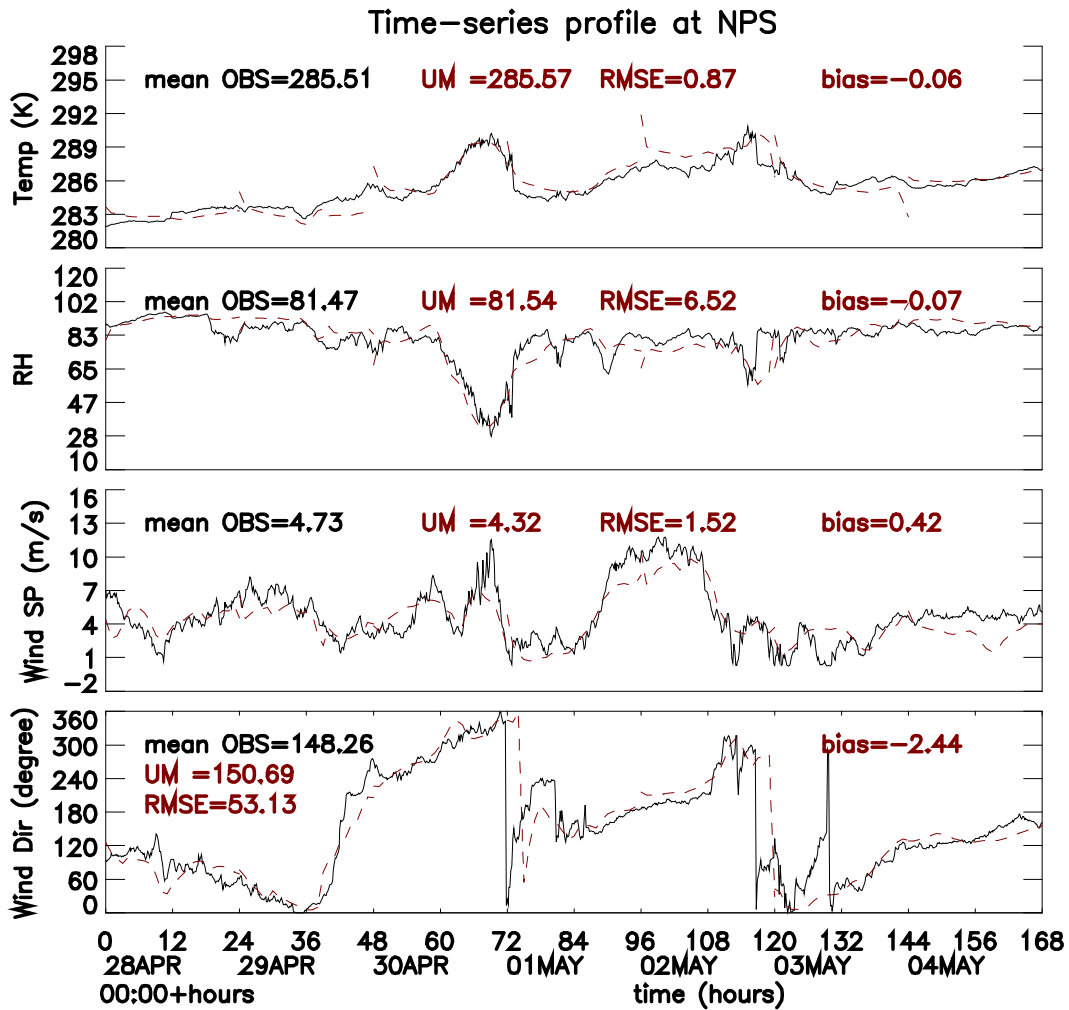 Time-series profile at NPS
298
mean OBS=285.51 UM =285.57 RMSE=0.87 bias=-0.06
295
292
289
286
283
280
Temp (K)
120
mean OBS=81.47 UM =81.54 RMSE=6.52 bias=-0.07
102
83
65
47
28
10
RH
16
mean OBS=4.73 UM =4.32 RMSE=1.52 bias=0.42
13
10
7
4
1
-2
Wind SP (m/s)
360
mean OBS=148.26 bias=-2.44
300
UM =150.69
240
RMSE=53.13
180
120
60
0
Wind Dir (degree)
0 12 24 36 48 60 72 84 96 108 120 132 144 156 168
28APR 29APR 30APR 01MAY 02MAY 03MAY 04MAY
00:00+hours time (hours)